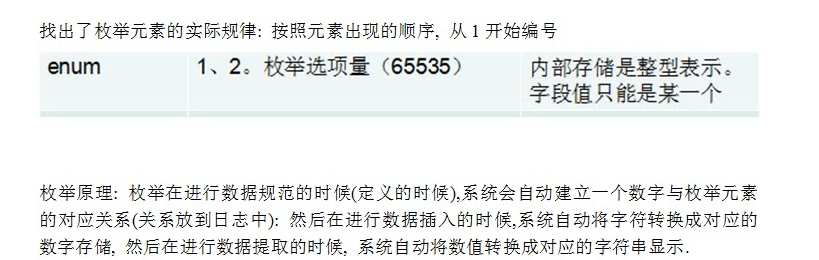 找出了枚举元素的实际规律: 按照元素出现的顺序, 从1开始编号
enum 1、2。枚举选项量（65535） 内部存储是整型表示。
字段值只能是某一个
枚举原理: 枚举在进行数据规范的时候(定义的时候),系统会自动建立一个数字与枚举元素
的对应关系(关系放到日志中): 然后在进行数据插入的时候,系统自动将字符转换成对应的
数字存储, 然后在进行数据提取的时候, 系统自动将数值转换成对应的字符串显示.